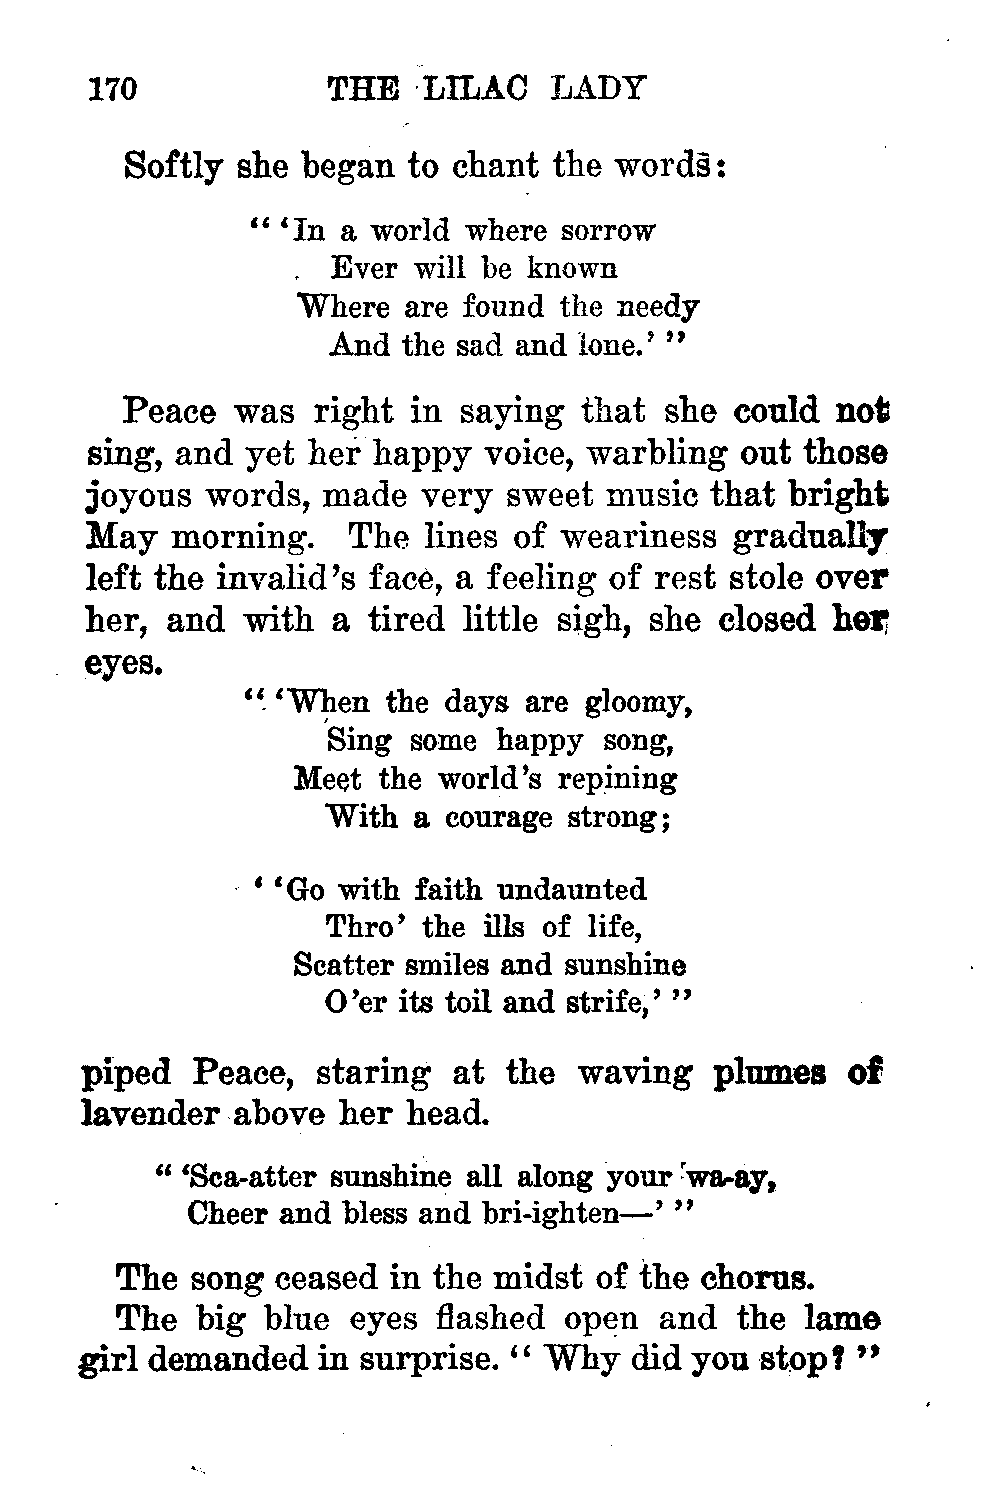 170 THE LILAC LADY
Softly she began to chant the words:
“ ‘In a world where sorrow
Ever will be known
Where are found the needy
And the sad and lone.’ ”
Peace was right in saying that she could not
sing, and yet her happy voice, warbling out those
joyous words, made very sweet music that bright
May morning. The lines of weariness gradually
left the invalid’s face, a feeling of rest stole over
her, and with a tired little sigh, she closed her
eyes.
“ ‘When the days are gloomy,
Sing some happy song,
Meet the world’s repining
With a courage strong;
‘ ‘Go with faith undaunted
Thro’ the ills of life,
Scatter smiles and sunshine
O’er its toil and strife,’ ”
piped Peace, staring at the waving plumes of
lavender above her head.
“ ‘Sca-atter sunshine all along your wa-ay,
Cheer and bless and bri-ighten—’ ”
The song ceased in the midst of the chorus.
The big blue eyes flashed open and the lame
girl demanded in surprise. “ Why did you stop? ”